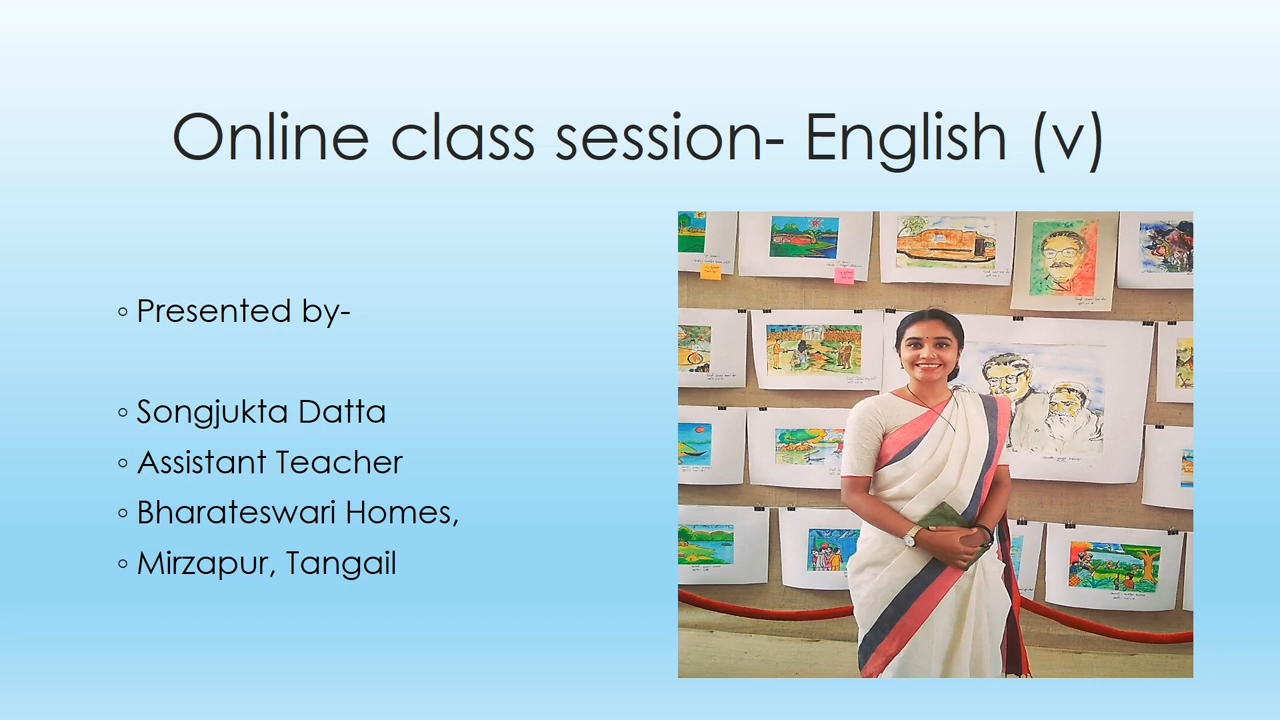 Online class session- English (v)
Presented by-
Songjukta Datta
Assistant Teacher
Bharateswari Homes,
Mirzapur, Tangail